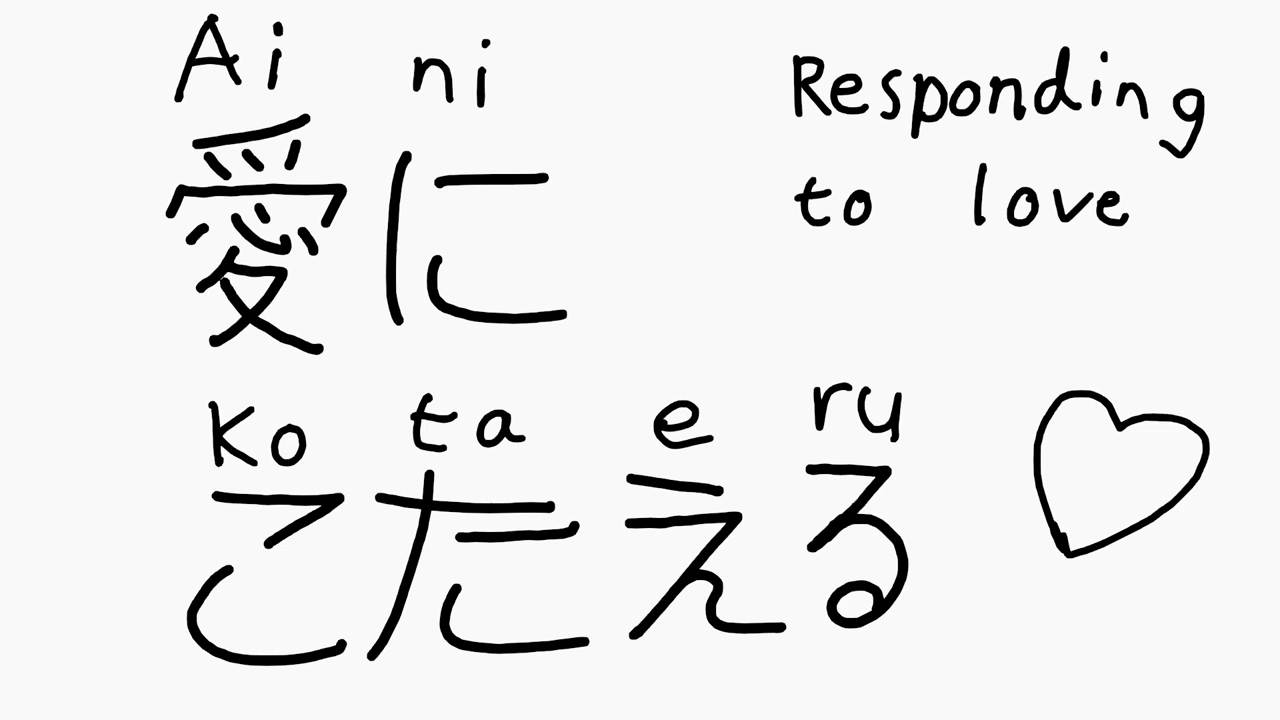 Ai ni
愛に
Ko ta e ru
こたえる
Responding
to love